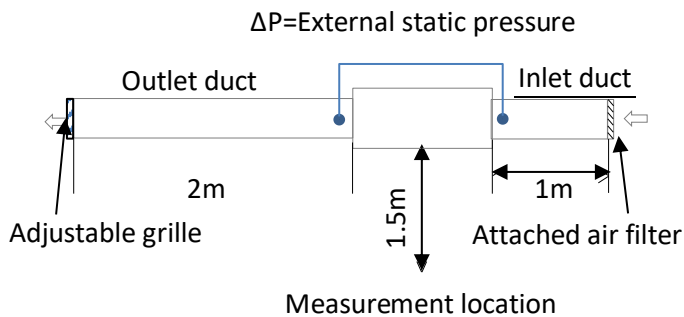 ΔP=External static pressure
Outlet duct
Inlet duct
2m
1.5m
1m
Adjustable grille
Attached air filter
Measurement location